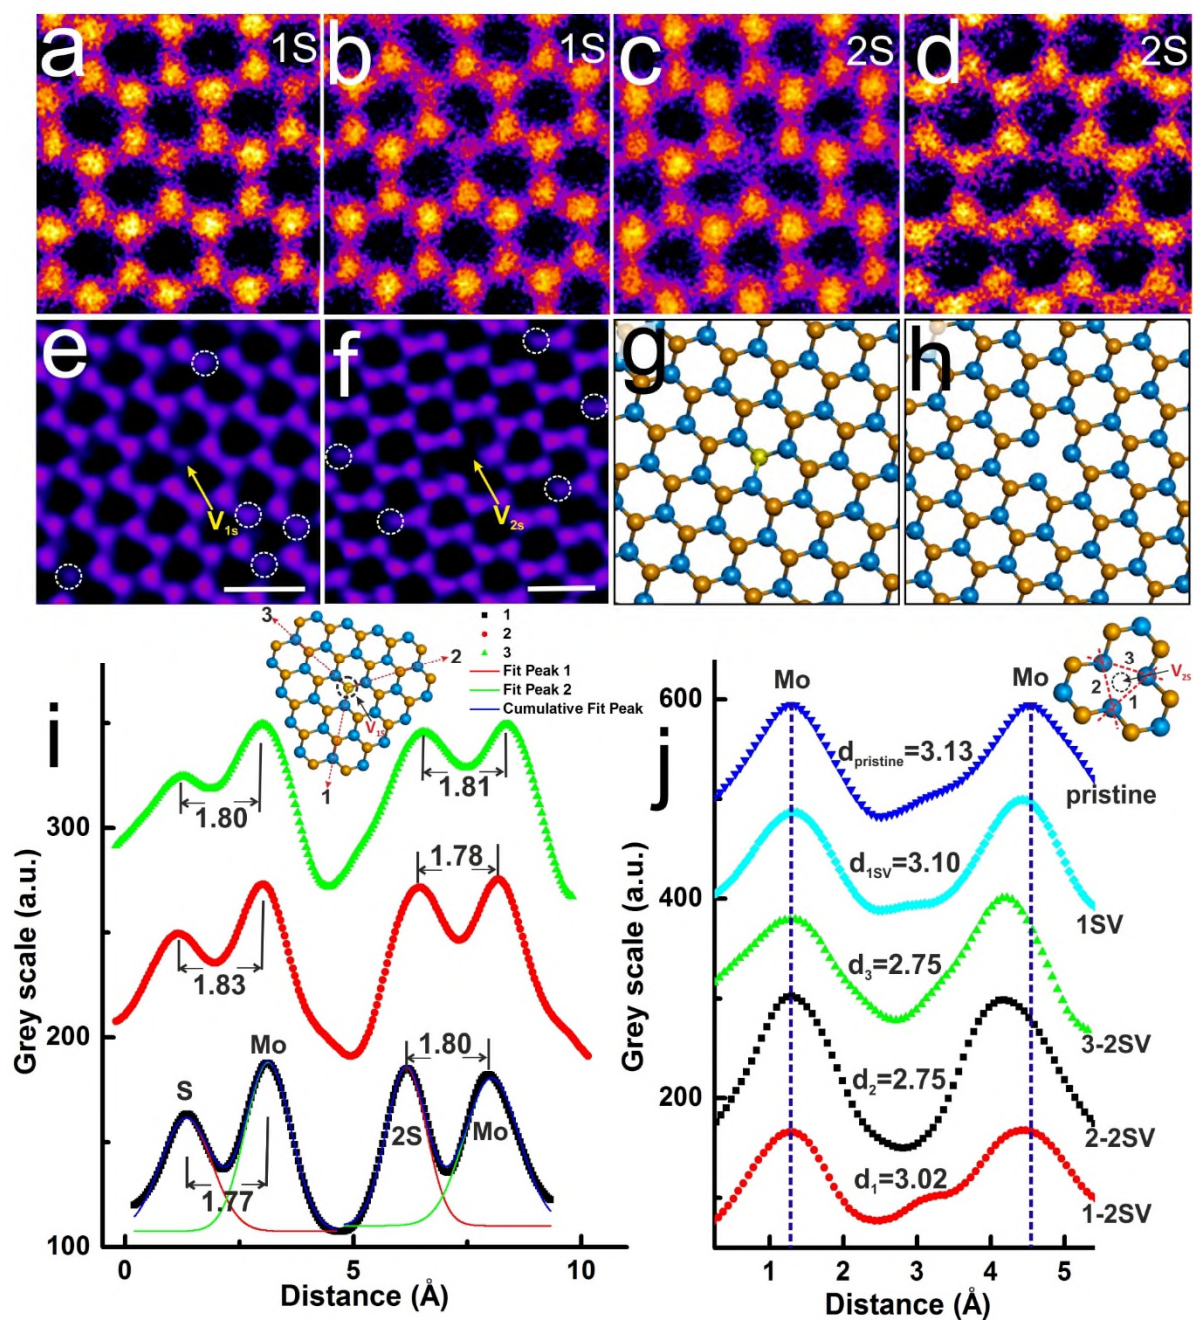 a
1S
b
1S
c
2S
d
2S
e
V1s
f
V2s
g
h
i
3
2
1
V1S
1
2
3
Fit Peak 1
Fit Peak 2
Cumulative Fit Peak
1.80
1.81
1.83
1.78
S
Mo
1.77
1.80
2S
Mo
300
200
100
Grey scale (a.u.)
0
5
10
Distance (Å)
j
Mo
Mo
3
2
1
V2S
dpristine=3.13
pristine
d1SV=3.10
1SV
d3=2.75
3-2SV
d2=2.75
2-2SV
d1=3.02
1-2SV
600
400
200
Grey scale (a.u.)
1
2
3
4
5
Distance (Å)